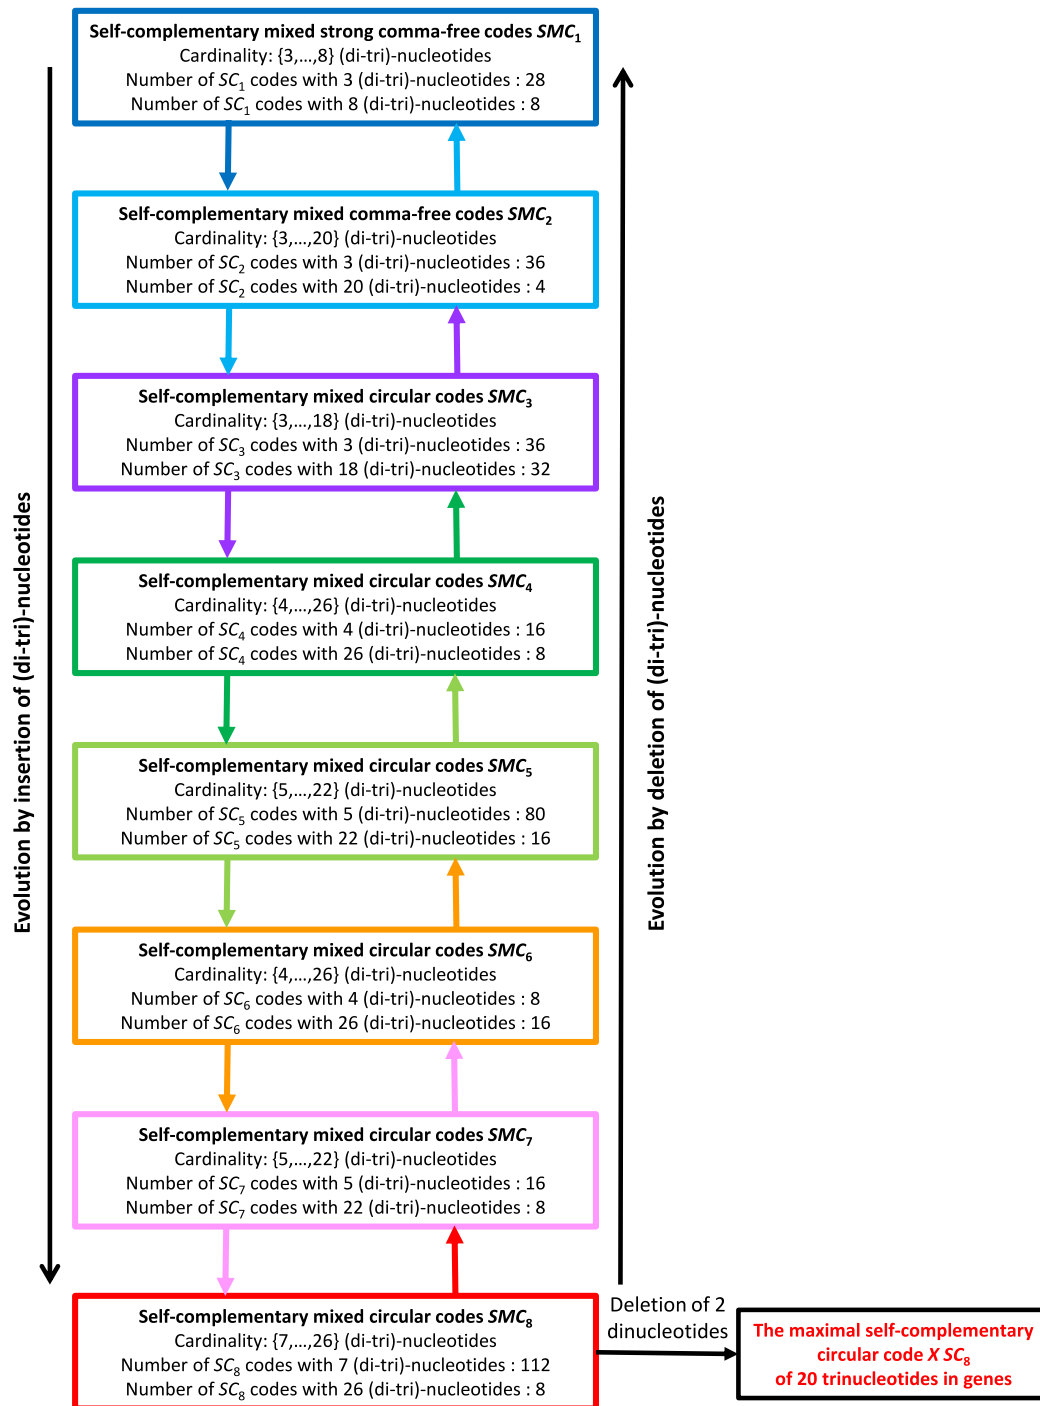 Self-complementary mixed strong comma-free codes SMC1
Cardinality: {3,…,8} (di-tri)-nucleotides
Number of SC1 codes with 3 (di-tri)-nucleotides : 28
Number of SC1 codes with 8 (di-tri)-nucleotides : 8
Self-complementary mixed comma-free codes SMC2
Cardinality: {3,…,20} (di-tri)-nucleotides
Number of SC2 codes with 3 (di-tri)-nucleotides : 36
Number of SC2 codes with 20 (di-tri)-nucleotides : 4
Self-complementary mixed circular codes SMC3
Cardinality: {3,…,18} (di-tri)-nucleotides
Number of SC3 codes with 3 (di-tri)-nucleotides : 36
Number of SC3 codes with 18 (di-tri)-nucleotides : 32
Self-complementary mixed circular codes SMC4
Cardinality: {4,…,26} (di-tri)-nucleotides
Number of SC4 codes with 4 (di-tri)-nucleotides : 16
Number of SC4 codes with 26 (di-tri)-nucleotides : 8
Self-complementary mixed circular codes SMC5
Cardinality: {5,…,22} (di-tri)-nucleotides
Number of SC5 codes with 5 (di-tri)-nucleotides : 80
Number of SC5 codes with 22 (di-tri)-nucleotides : 16
Self-complementary mixed circular codes SMC6
Cardinality: {4,…,26} (di-tri)-nucleotides
Number of SC6 codes with 4 (di-tri)-nucleotides : 8
Number of SC6 codes with 26 (di-tri)-nucleotides : 16
Self-complementary mixed circular codes SMC7
Cardinality: {5,…,22} (di-tri)-nucleotides
Number of SC7 codes with 5 (di-tri)-nucleotides : 16
Number of SC7 codes with 22 (di-tri)-nucleotides : 8
Self-complementary mixed circular codes SMC8
Cardinality: {7,…,26} (di-tri)-nucleotides
Number of SC8 codes with 7 (di-tri)-nucleotides : 112
Number of SC8 codes with 26 (di-tri)-nucleotides : 8
Evolution by insertion of (di-tri)-nucleotides
Evolution by deletion of (di-tri)-nucleotides
Deletion of 2
dinucleotides
The maximal self-complementary
circular code X SC8
of 20 trinucleotides in genes